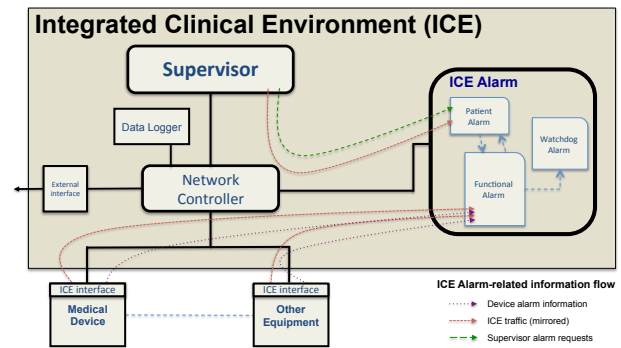 Integrated Clinical Environment (ICE)
Supervisor
ICE Alarm
Patient
Alarm
Data Logger
Watchdog
Alarm
External
interface
Network
Controller
Functional
Alarm
ICE interface
ICE interface
Medical
Device
Other
Equipment
ICE Alarm-related information flow
Device alarm information
ICE traffic (mirrored)
Supervisor alarm requests